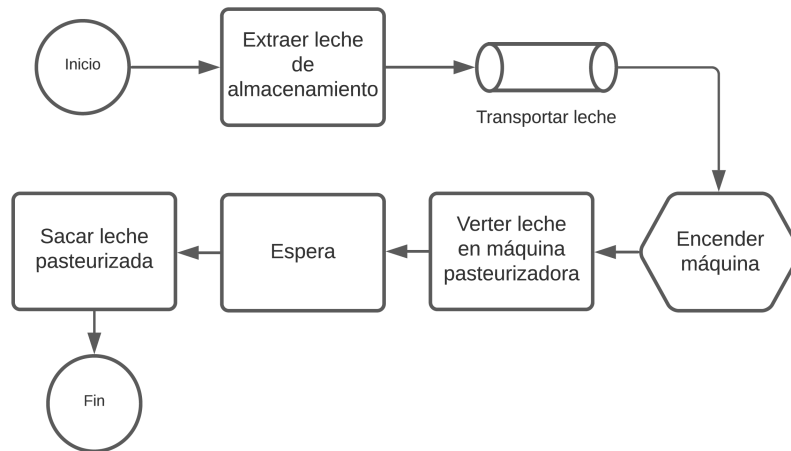 Inicio
Extraer leche
de
almacenamiento
Transportar leche
Encender
máquina
Verter leche
en máquina
pasteurizadora
Espera
Sacar leche
pasteurizada
Fin